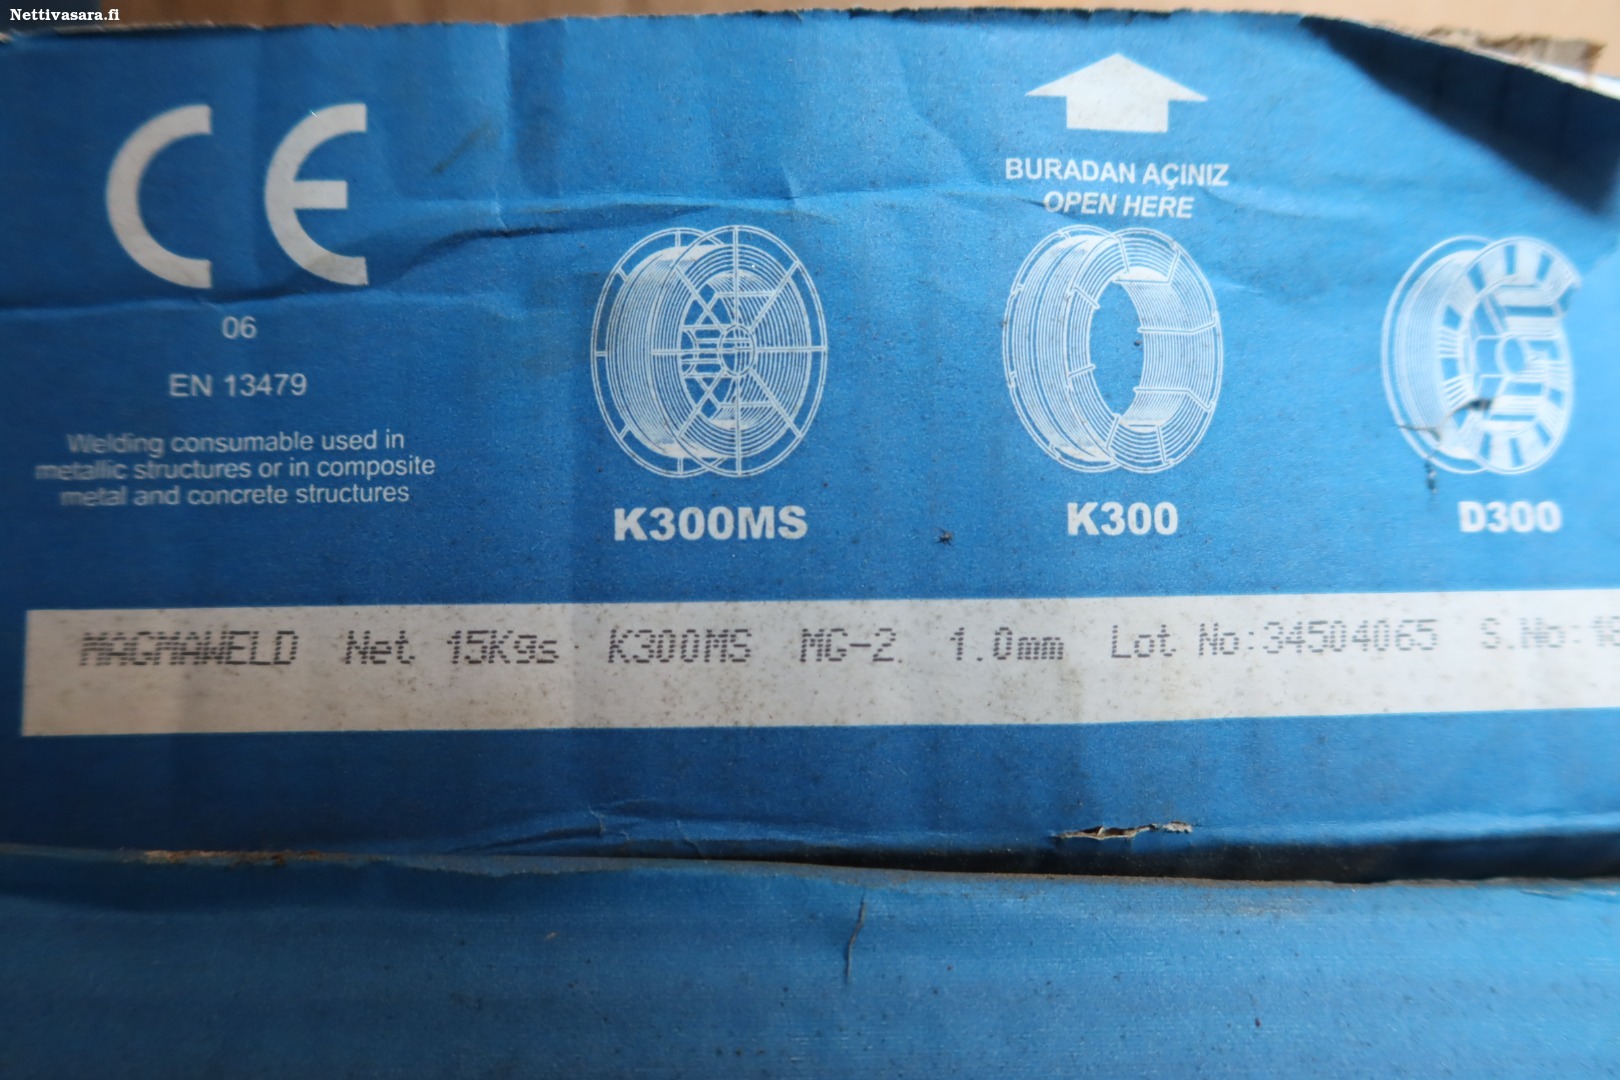 Nettivasara.fi
CE
BURADAN AÇINIZ
OPEN HERE
06
EN 13479
Welding consumable used in
metallic structures or in composite
metal and concrete structures
K300MS
K300
D300
MAGMAWELD Net 15Kgs K300MS MG-2 1.0mm Lot No:34504065 S.No: